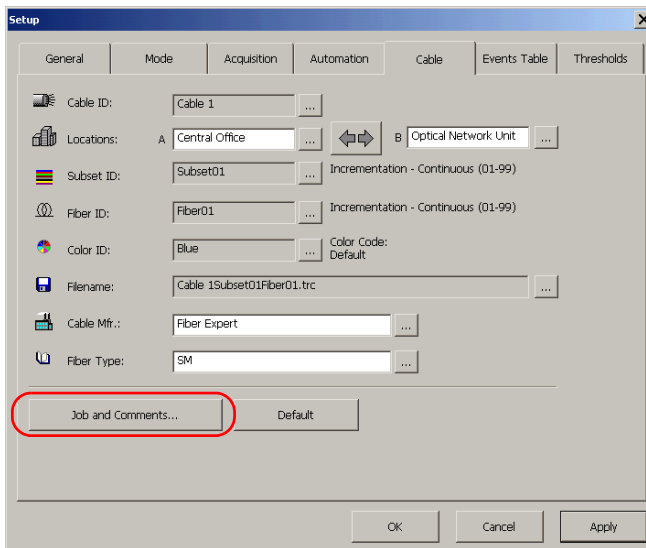 Setup
General Mode Acquisition Automation Cable Events Table Thresholds
Cable ID: Cable 1 ...
Locations: A Central Office ... B Optical Network Unit ...
Subset ID: Subset01 ... Incrementation - Continuous (01-99)
Fiber ID: Fiber01 ... Incrementation - Continuous (01-99)
Color ID: Blue ... Color Code:
Default
Filename: Cable 1Subset01Fiber01.trc ...
Cable Mfr.: Fiber Expert ...
Fiber Type: SM ...
Job and Comments... Default
OK Cancel Apply